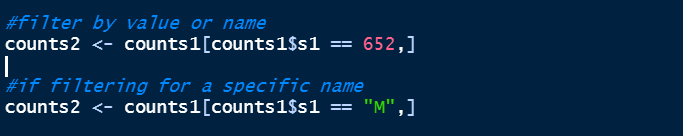 #filter by value or name
counts2 <- counts1[counts1$s1 == 652,]
#if filtering for a specific name
counts2 <- counts1[counts1$s1 == "M",]